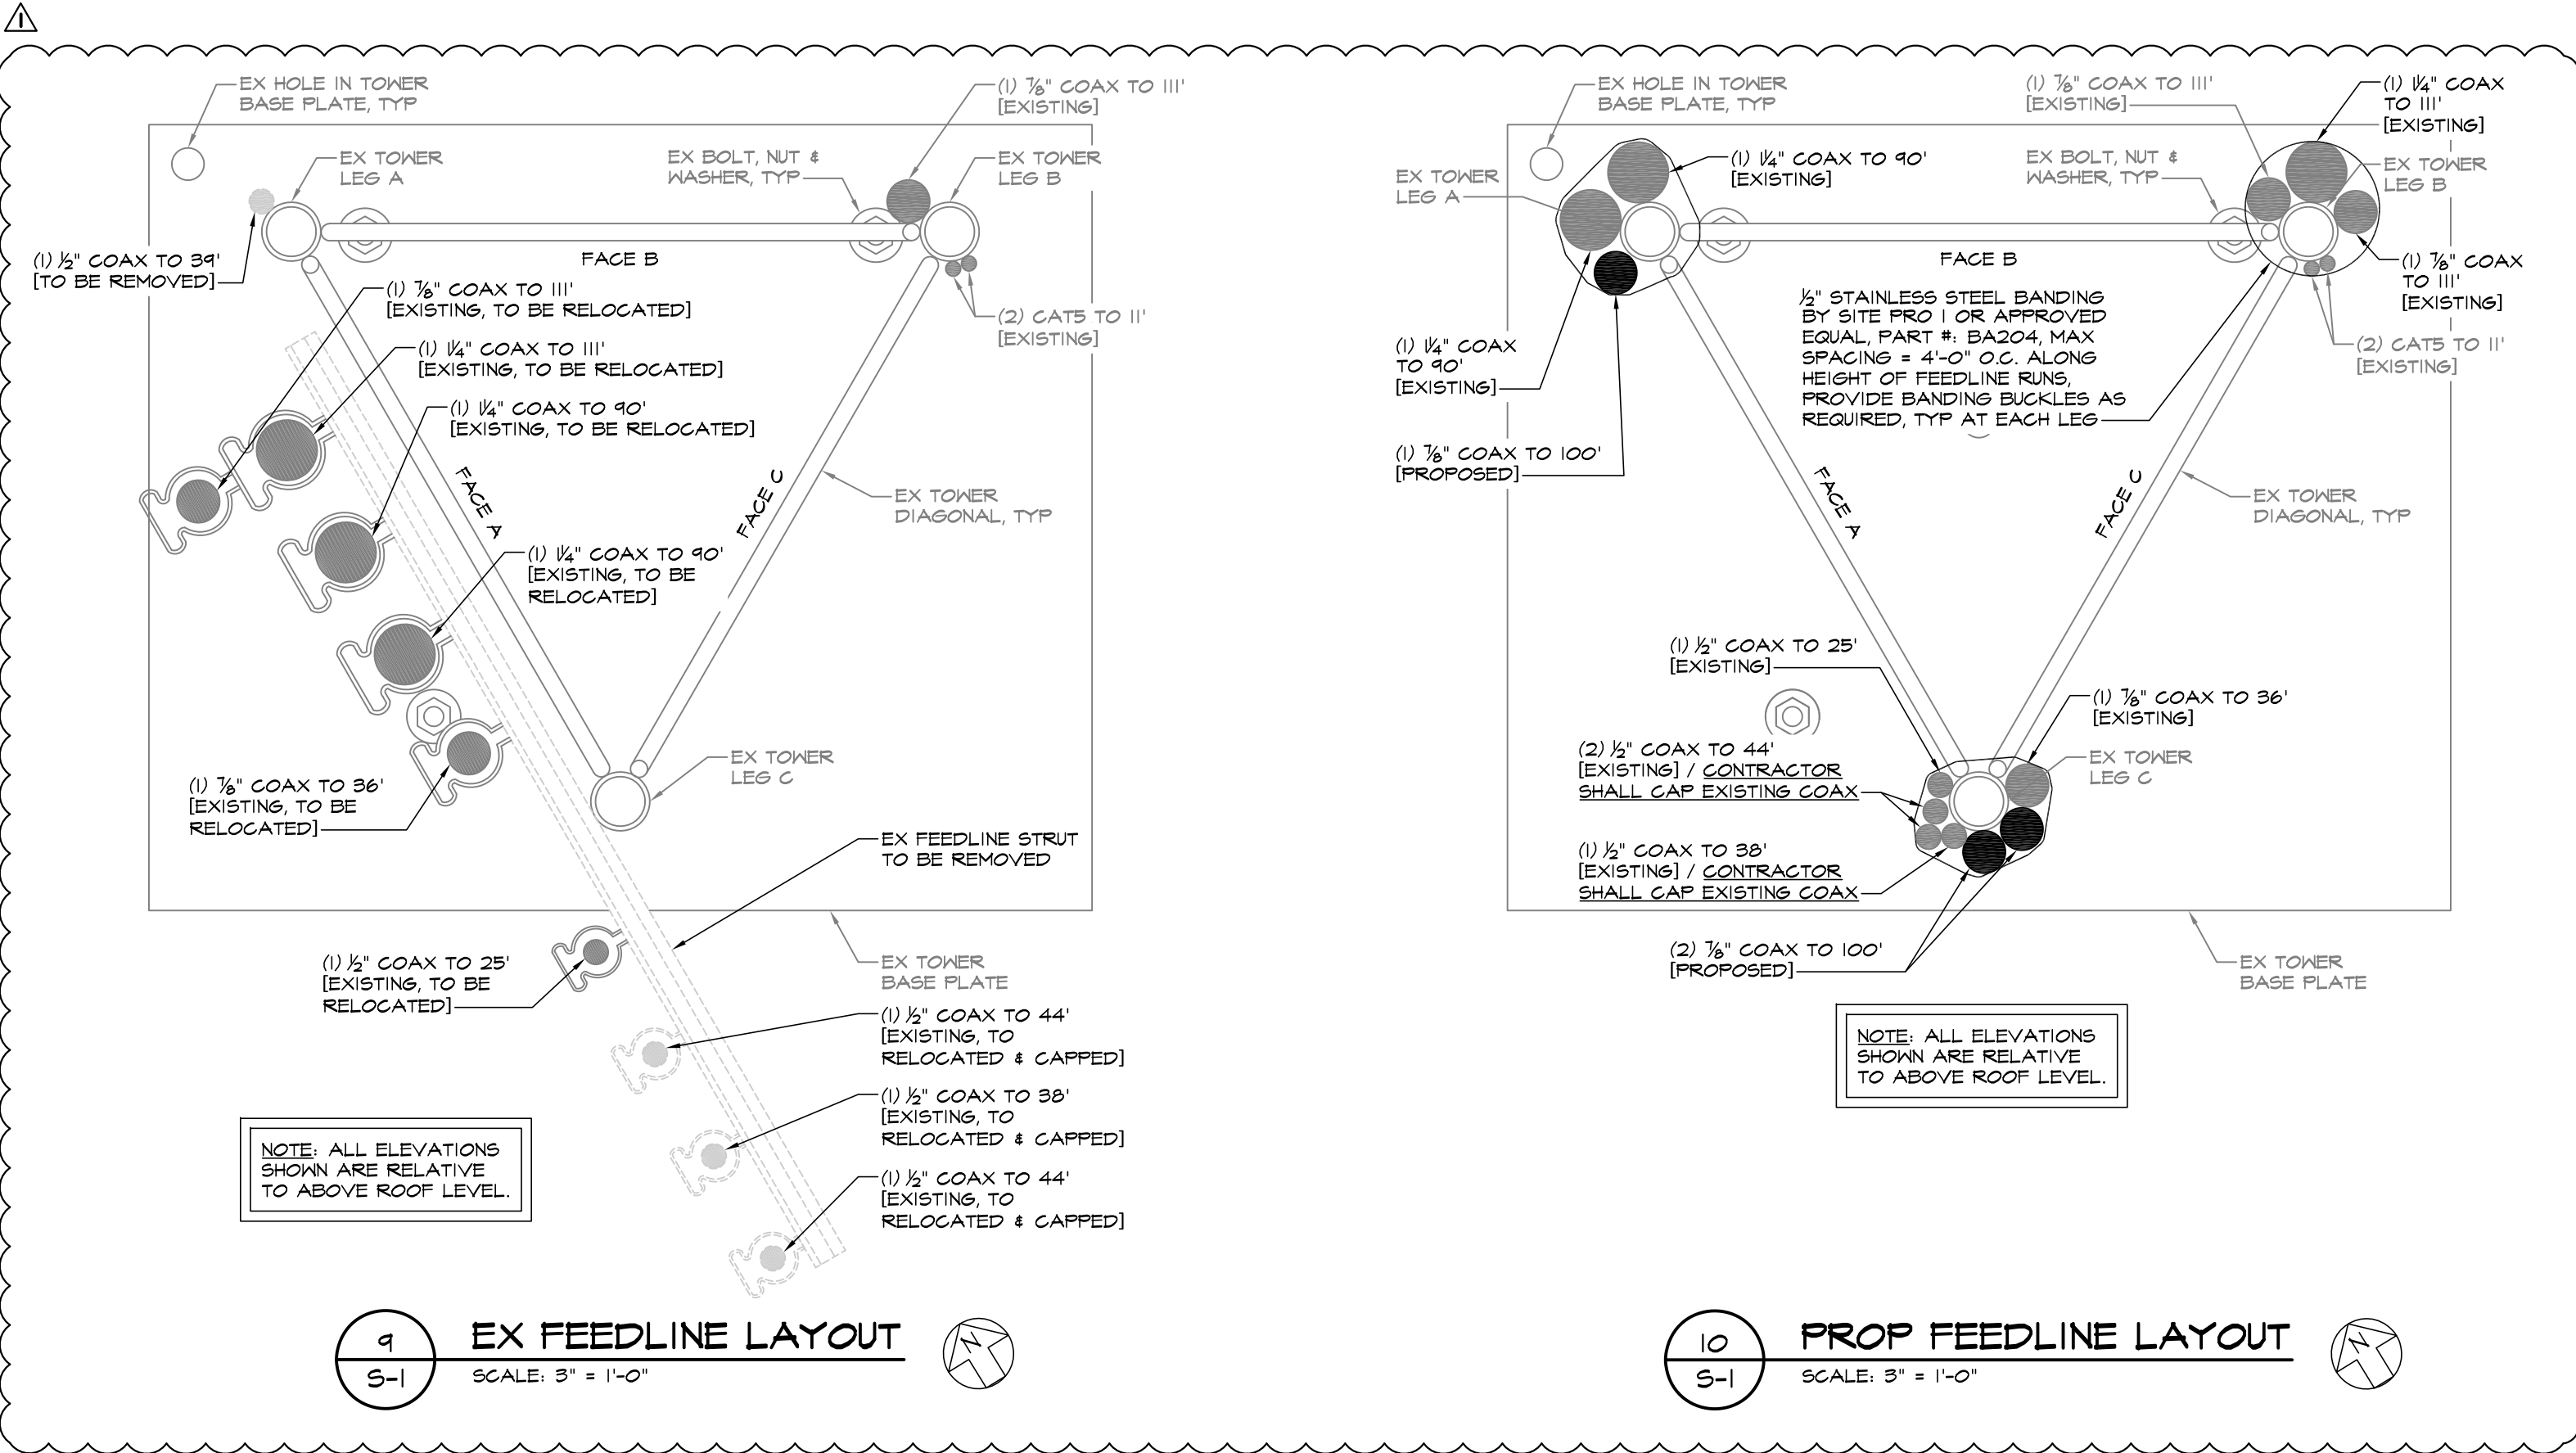 1
EX HOLE IN TOWER
BASE PLATE, TYP
(1) 7/8" COAX TO 111'
[EXISTING]
EX TOWER
LEG A
EX BOLT, NUT &
WASHER, TYP
EX TOWER
LEG B
(1) 1/2" COAX TO 39'
[TO BE REMOVED]
FACE B
(1) 7/8" COAX TO 111'
[EXISTING, TO BE RELOCATED]
(2) CAT5 TO 11'
[EXISTING]
(1) 1 1/4" COAX TO 111'
[EXISTING, TO BE RELOCATED]
(1) 1 1/4" COAX TO 90'
[EXISTING, TO BE RELOCATED]
FACE A
FACE C
EX TOWER
DIAGONAL, TYP
(1) 1 1/4" COAX TO 90'
[EXISTING, TO BE
RELOCATED]
EX TOWER
LEG C
(1) 7/8" COAX TO 36'
[EXISTING, TO BE
RELOCATED]
EX FEEDLINE STRUT
TO BE REMOVED
(1) 1/2" COAX TO 25'
[EXISTING, TO BE
RELOCATED]
EX TOWER
BASE PLATE
(1) 1/2" COAX TO 44'
[EXISTING, TO
RELOCATED & CAPPED]
(1) 1/2" COAX TO 38'
[EXISTING, TO
RELOCATED & CAPPED]
(1) 1/2" COAX TO 44'
[EXISTING, TO
RELOCATED & CAPPED]
NOTE: ALL ELEVATIONS
SHOWN ARE RELATIVE
TO ABOVE ROOF LEVEL.
9
S-1
EX FEEDLINE LAYOUT
SCALE: 3" = 1'-0"
N
EX HOLE IN TOWER
BASE PLATE, TYP
(1) 7/8" COAX TO 111'
[EXISTING]
(1) 1 1/4" COAX
TO 111'
[EXISTING]
EX TOWER
LEG A
(1) 1 1/4" COAX TO 90'
[EXISTING]
EX BOLT, NUT &
WASHER, TYP
EX TOWER
LEG B
FACE B
(1) 7/8" COAX
TO 111'
[EXISTING]
1/2" STAINLESS STEEL BANDING
BY SITE PRO 1 OR APPROVED
EQUAL, PART #: BA204, MAX
SPACING = 4'-0" O.C. ALONG
HEIGHT OF FEEDLINE RUNS,
PROVIDE BANDING BUCKLES AS
REQUIRED, TYP AT EACH LEG
(2) CAT5 TO 11'
[EXISTING]
(1) 1 1/4" COAX
TO 90'
[EXISTING]
(1) 7/8" COAX TO 100'
[PROPOSED]
FACE A
FACE C
EX TOWER
DIAGONAL, TYP
(1) 1/2" COAX TO 25'
[EXISTING]
(1) 7/8" COAX TO 36'
[EXISTING]
(2) 1/2" COAX TO 44'
[EXISTING] / CONTRACTOR
SHALL CAP EXISTING COAX
EX TOWER
LEG C
(1) 1/2" COAX TO 38'
[EXISTING] / CONTRACTOR
SHALL CAP EXISTING COAX
(2) 7/8" COAX TO 100'
[PROPOSED]
EX TOWER
BASE PLATE
NOTE: ALL ELEVATIONS
SHOWN ARE RELATIVE
TO ABOVE ROOF LEVEL.
10
S-1
PROP FEEDLINE LAYOUT
SCALE: 3" = 1'-0"
N